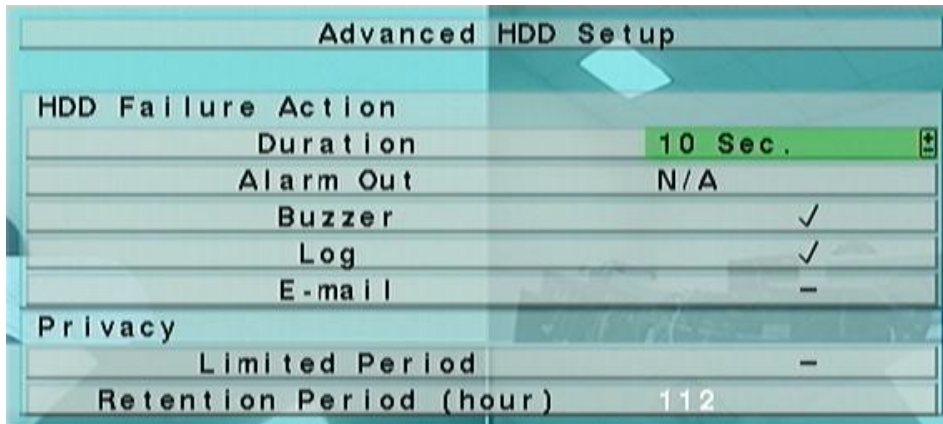 Advanced HDD Setup
HDD Failure Action
Duration 10 Sec.
Alarm Out N/A
Buzzer ✓
Log ✓
E-mail –
Privacy
Limited Period –
Retention Period (hour) 112